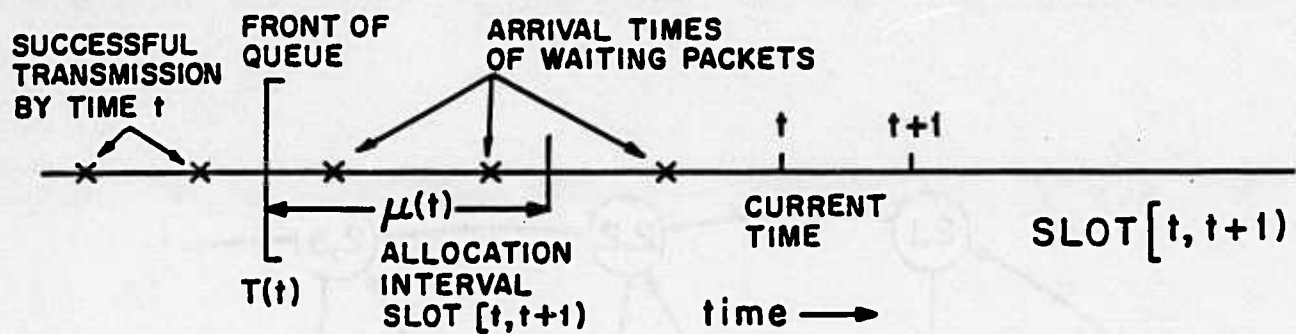 SUCCESSFUL
TRANSMISSION
BY TIME t
FRONT OF
QUEUE
ARRIVAL TIMES
OF WAITING PACKETS
t
t+1
μ(t)
CURRENT
TIME
SLOT [t, t+1)
T(t)
ALLOCATION
INTERVAL
SLOT [t, t+1)
time